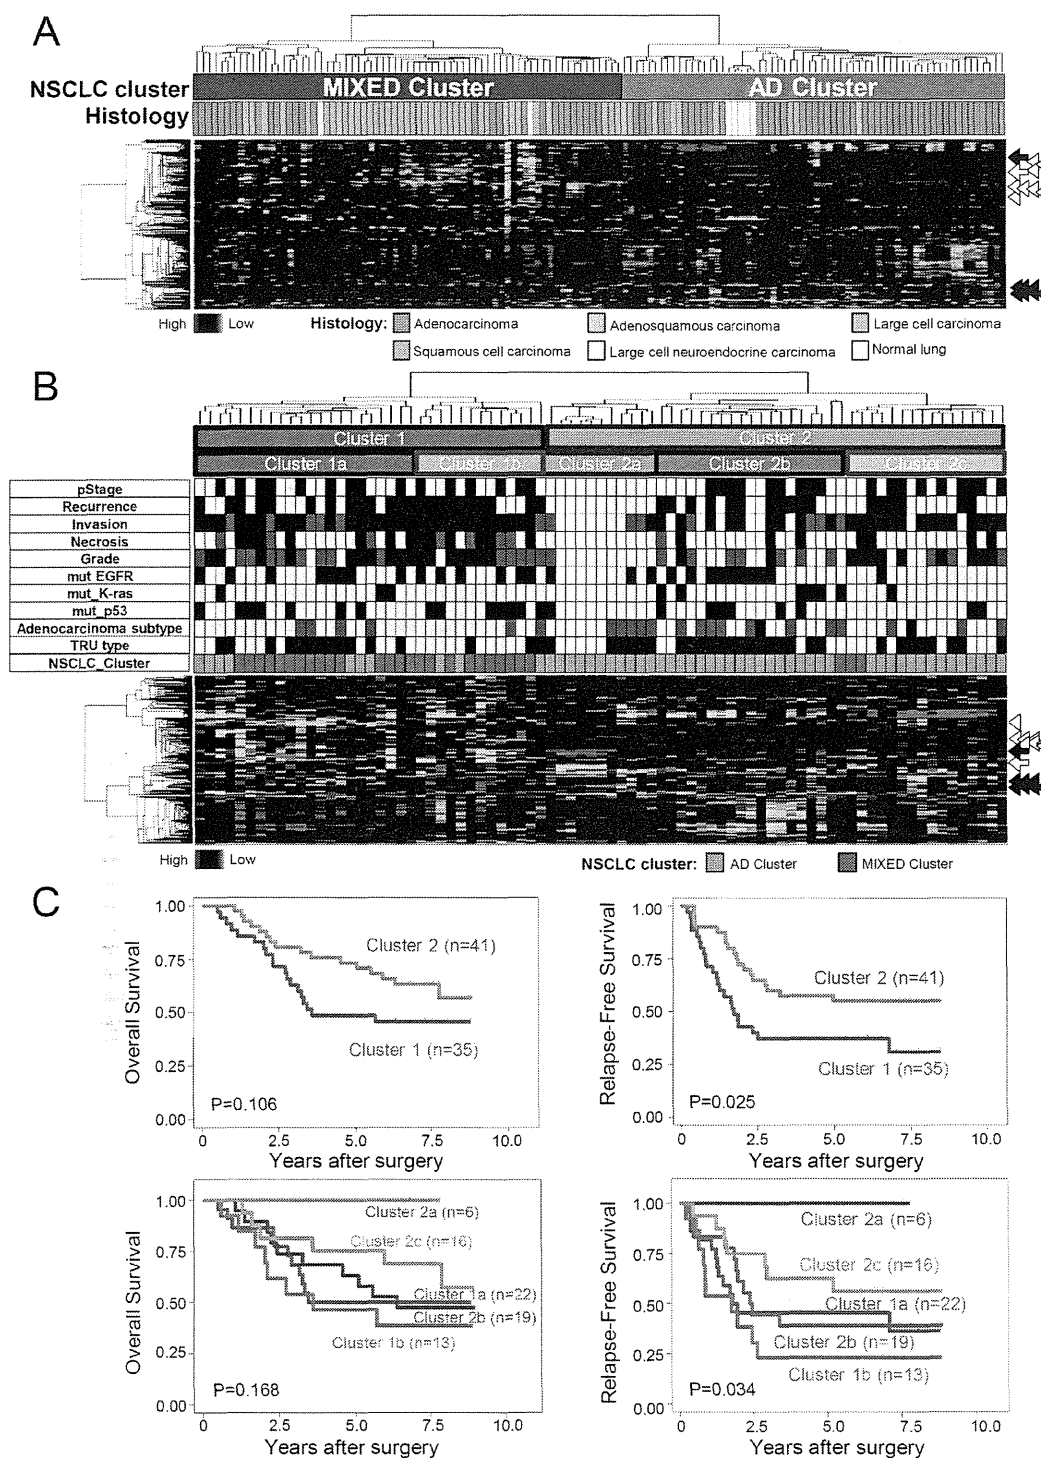 A
NSCLC cluster
MIXED Cluster
AD Cluster
Histology
High
Low
Histology:
Adenocarcinoma
Adenosquamous carcinoma
Large cell carcinoma
Squamous cell carcinoma
Large cell neuroendocrine carcinoma
Normal lung
B
Cluster 1
Cluster 2
Cluster 1a
Cluster 1b
Cluster 2a
Cluster 2b
Cluster 2c
pStage
Recurrence
Invasion
Necrosis
Grade
mut EGFR
mut_K-ras
mut_p53
Adenocarcinoma subtype
TRU type
NSCLC_Cluster
High
Low
NSCLC cluster:
AD Cluster
MIXED Cluster
C
Overall Survival
1.00
0.75
0.50
0.25
0.00
Cluster 2 (n=41)
Cluster 1 (n=35)
P=0.106
0
2.5
5.0
7.5
10.0
Years after surgery
Relapse-Free Survival
1.00
0.75
0.50
0.25
0.00
Cluster 2 (n=41)
Cluster 1 (n=35)
P=0.025
0
2.5
5.0
7.5
10.0
Years after surgery
Overall Survival
1.00
0.75
0.50
0.25
0.00
Cluster 2a (n=6)
Cluster 2c (n=16)
Cluster 1a (n=22)
Cluster 2b (n=19)
Cluster 1b (n=13)
P=0.168
0
2.5
5.0
7.5
10.0
Years after surgery
Relapse-Free Survival
1.00
0.75
0.50
0.25
0.00
Cluster 2a (n=6)
Cluster 2c (n=16)
Cluster 1a (n=22)
Cluster 2b (n=19)
Cluster 1b (n=13)
P=0.034
0
2.5
5.0
7.5
10.0
Years after surgery